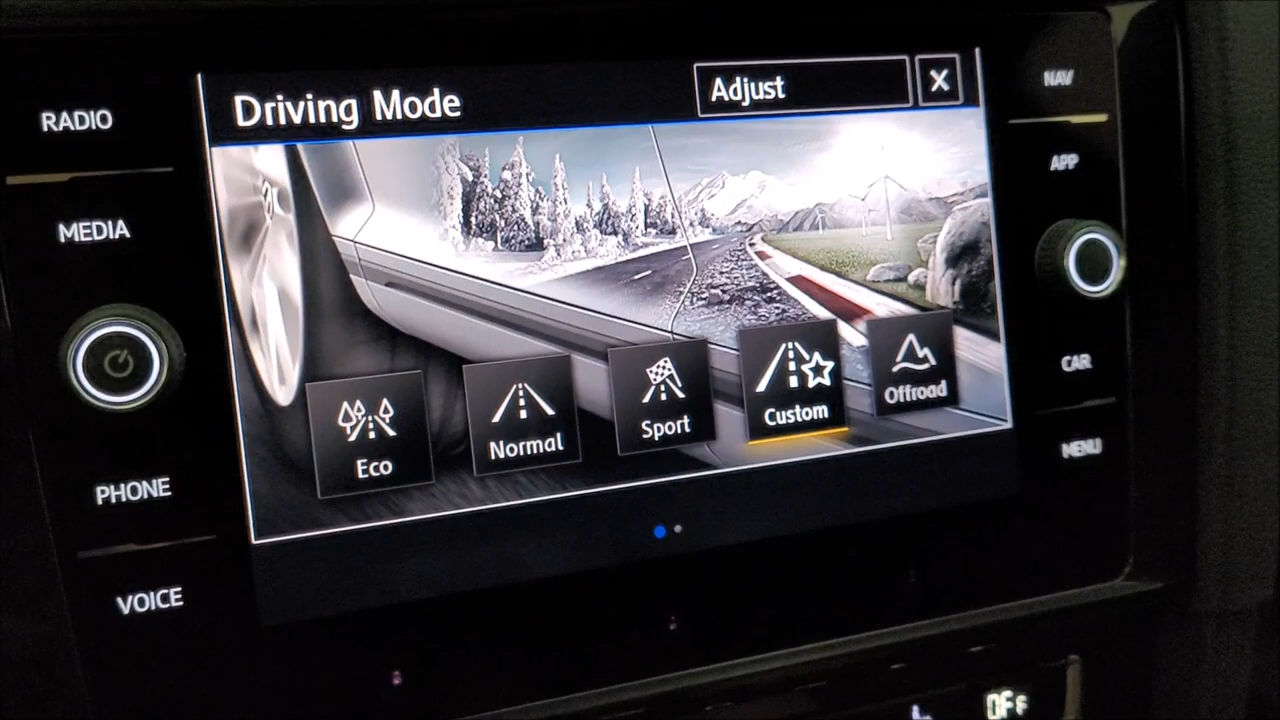 RADIO
MEDIA
PHONE
VOICE
Driving Mode
Adjust
X
Eco
Normal
Sport
Custom
Offroad
NAV
APP
CAR
MENU
OFF